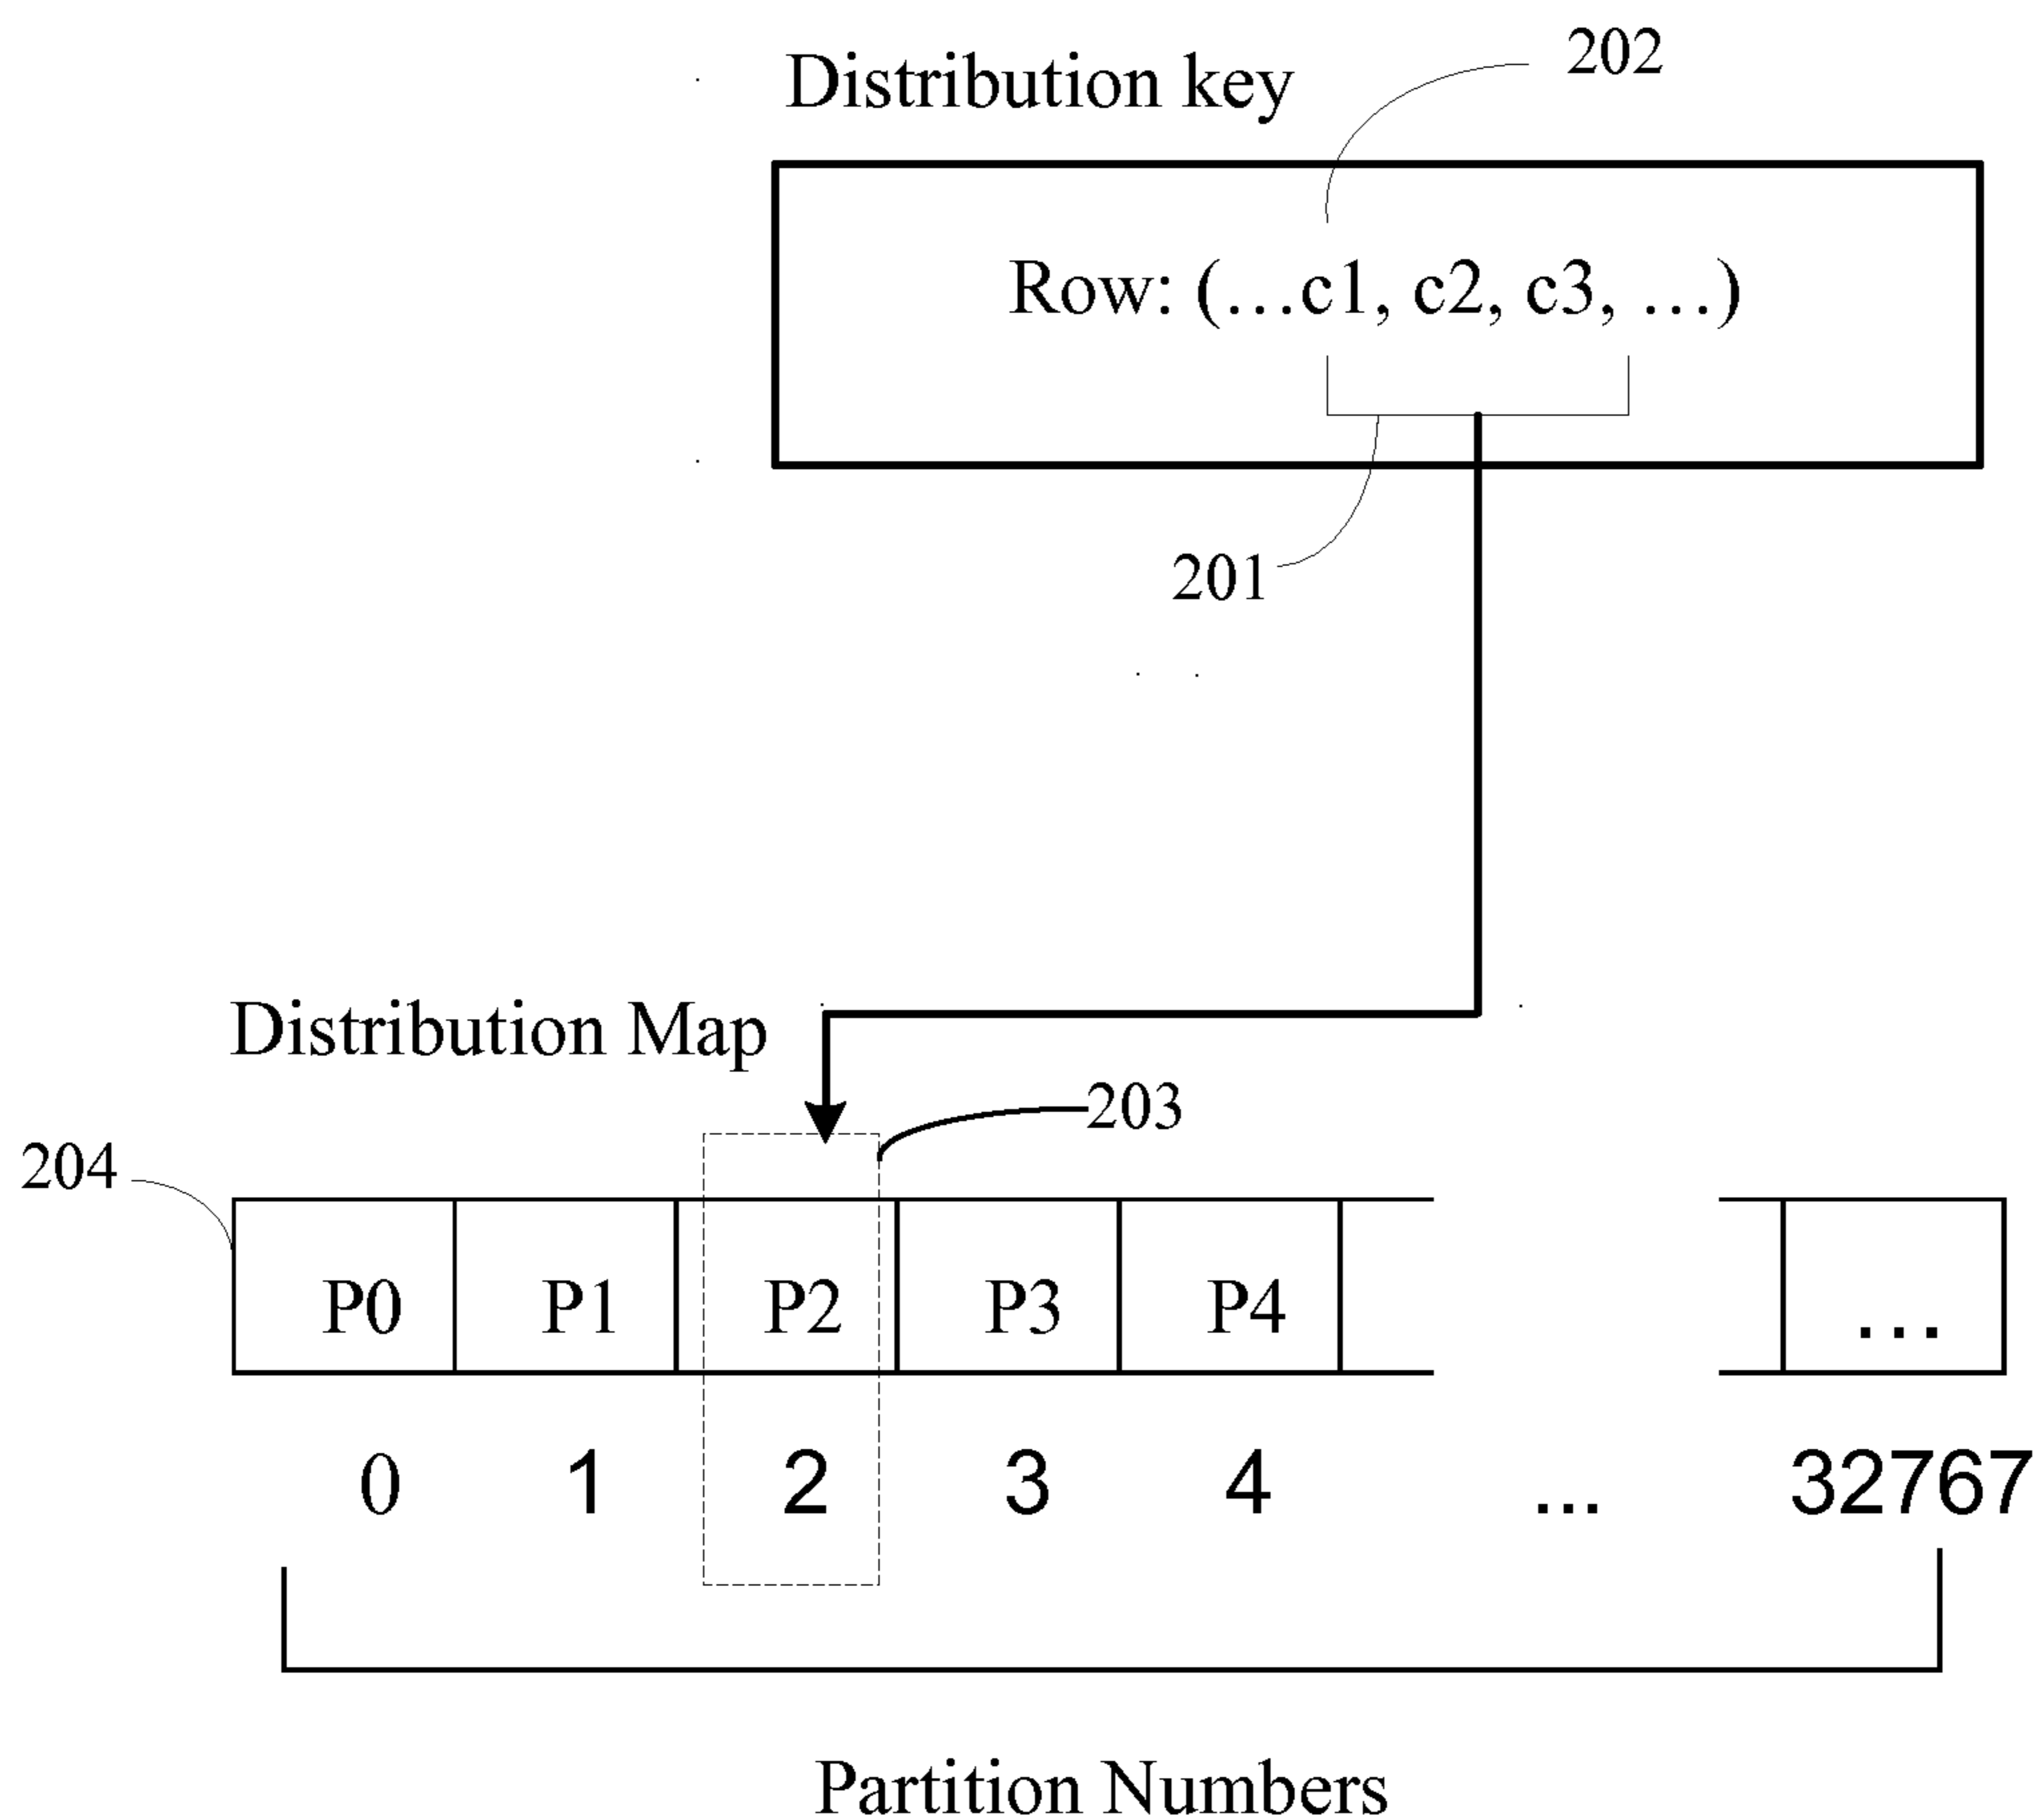 202
Distribution key
Row: (...c1, c2, c3, ...)
201
Distribution Map
203
204
P0 P1 P2 P3 P4 ...
0 1 2 3 4 ... 32767
Partition Numbers